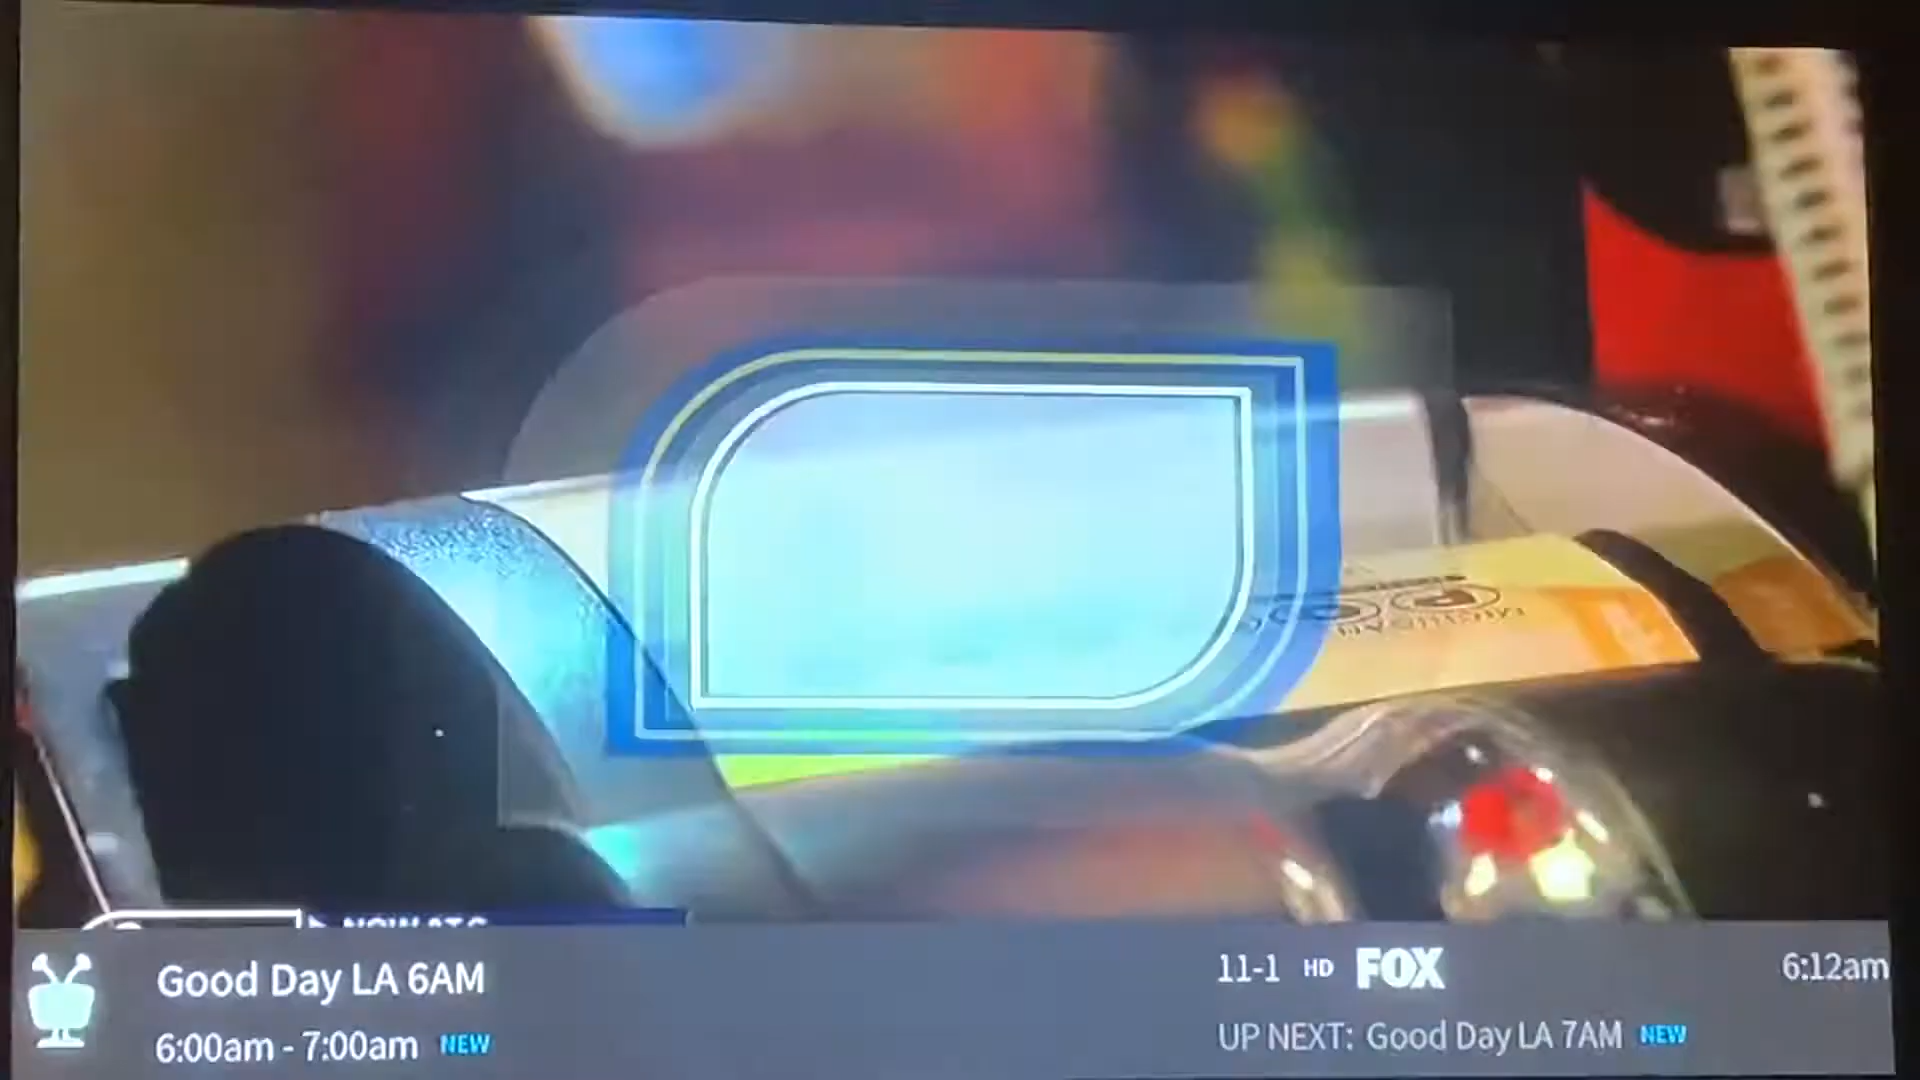 MICHIGAN
Good Day LA 6AM
6:00am - 7:00am NEW
11-1 HD FOX
6:12am
UP NEXT: Good Day LA 7AM NEW